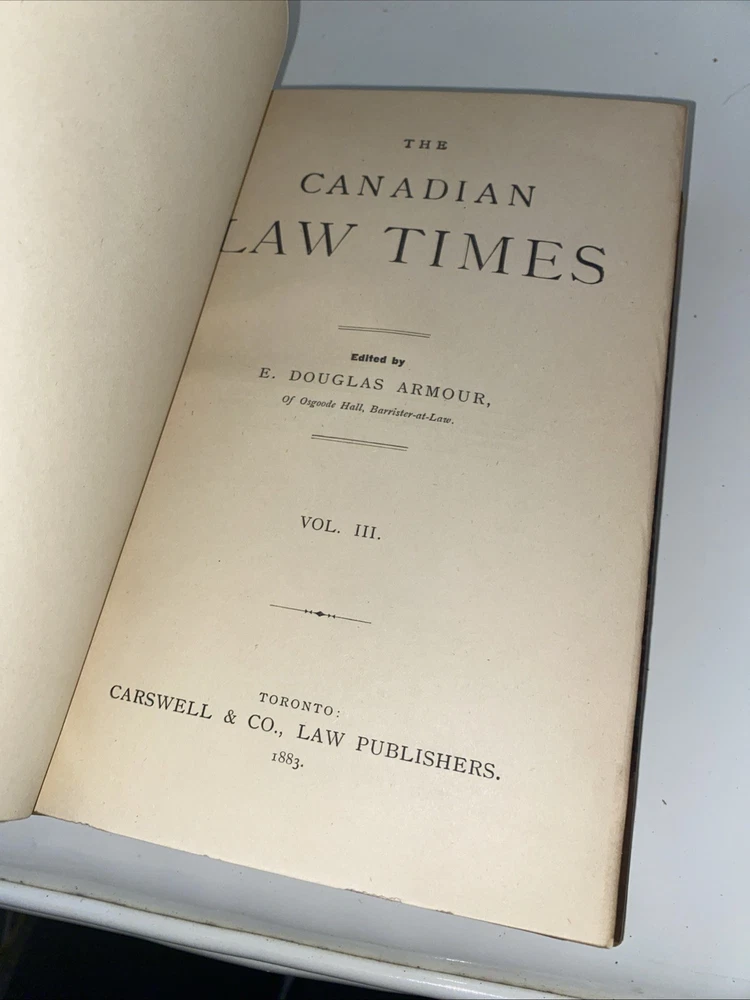 THE
CANADIAN
LAW TIMES
Edited by
E. DOUGLAS ARMOUR,
Of Osgoode Hall, Barrister-at-Law.
VOL. III.
TORONTO:
CARSWELL & CO., LAW PUBLISHERS.
1883.